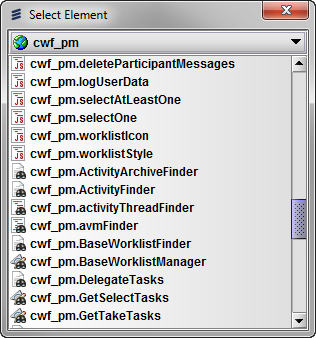 Select Element
cwf_pm
cwf_pm.deleteParticipantMessages
cwf_pm.logUserData
cwf_pm.selectAtLeastOne
cwf_pm.selectOne
cwf_pm.worklistIcon
cwf_pm.worklistStyle
cwf_pm.ActivityArchiveFinder
cwf_pm.ActivityFinder
cwf_pm.activityThreadFinder
cwf_pm.avmFinder
cwf_pm.BaseWorklistFinder
cwf_pm.BaseWorklistManager
cwf_pm.DelegateTasks
cwf_pm.GetSelectTasks
cwf_pm.GetTakeTasks